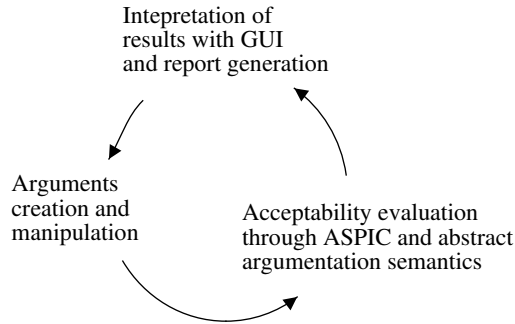 Intepretation of
results with GUI
and report generation
Arguments
creation and
manipulation
Acceptability evaluation
through ASPIC and abstract
argumentation semantics